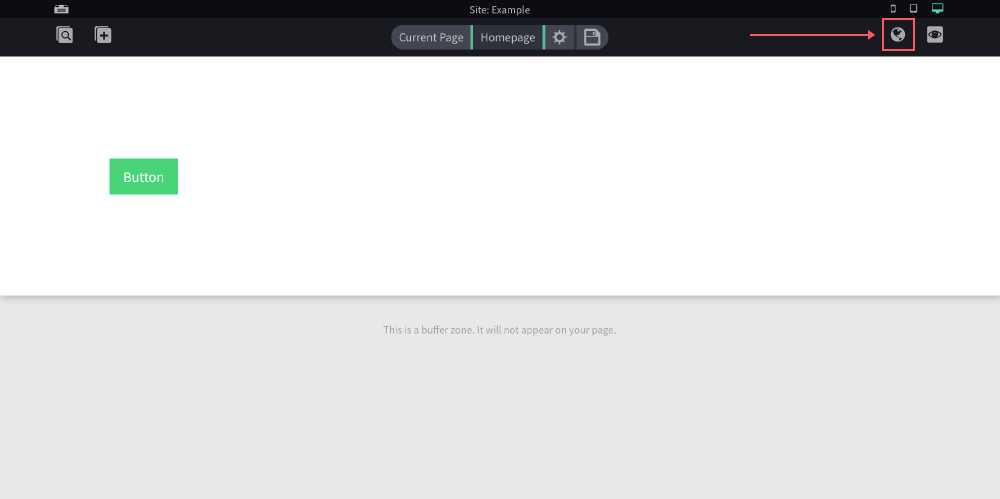 Site: Example
Current Page
Homepage
Button
This is a buffer zone. It will not appear on your page.